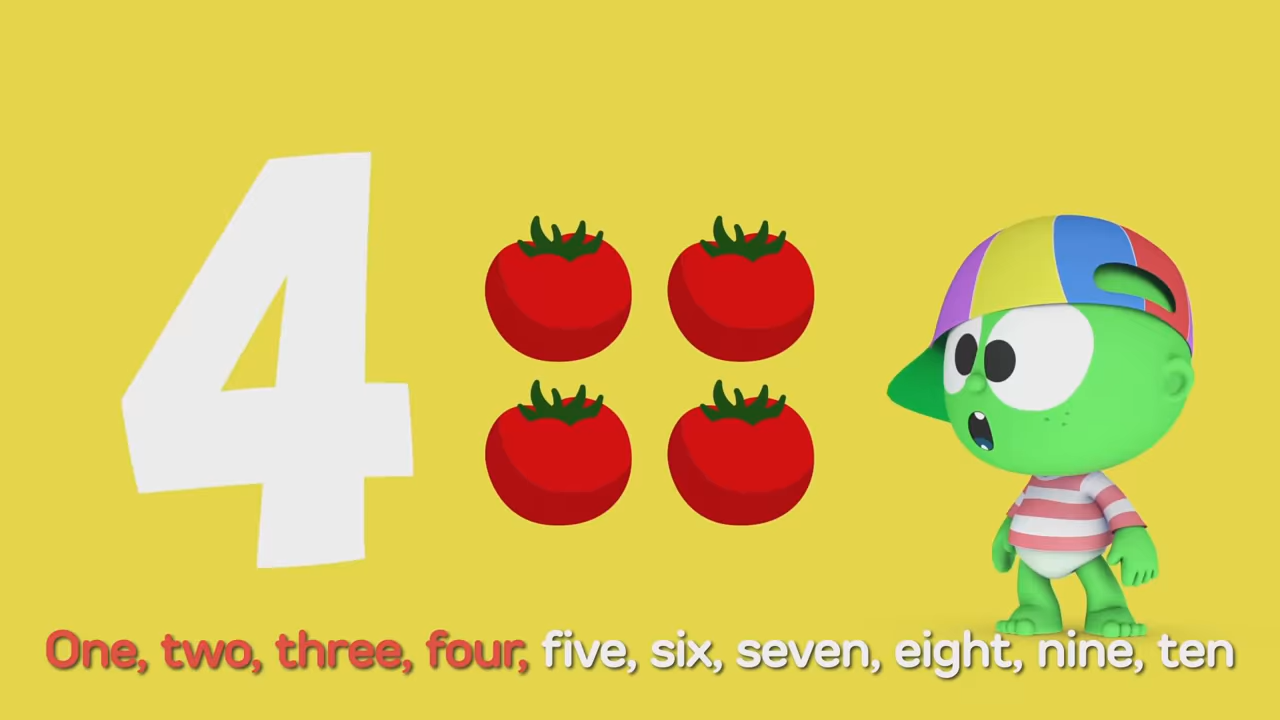 4
One, two, three, four, five, six, seven, eight, nine, ten